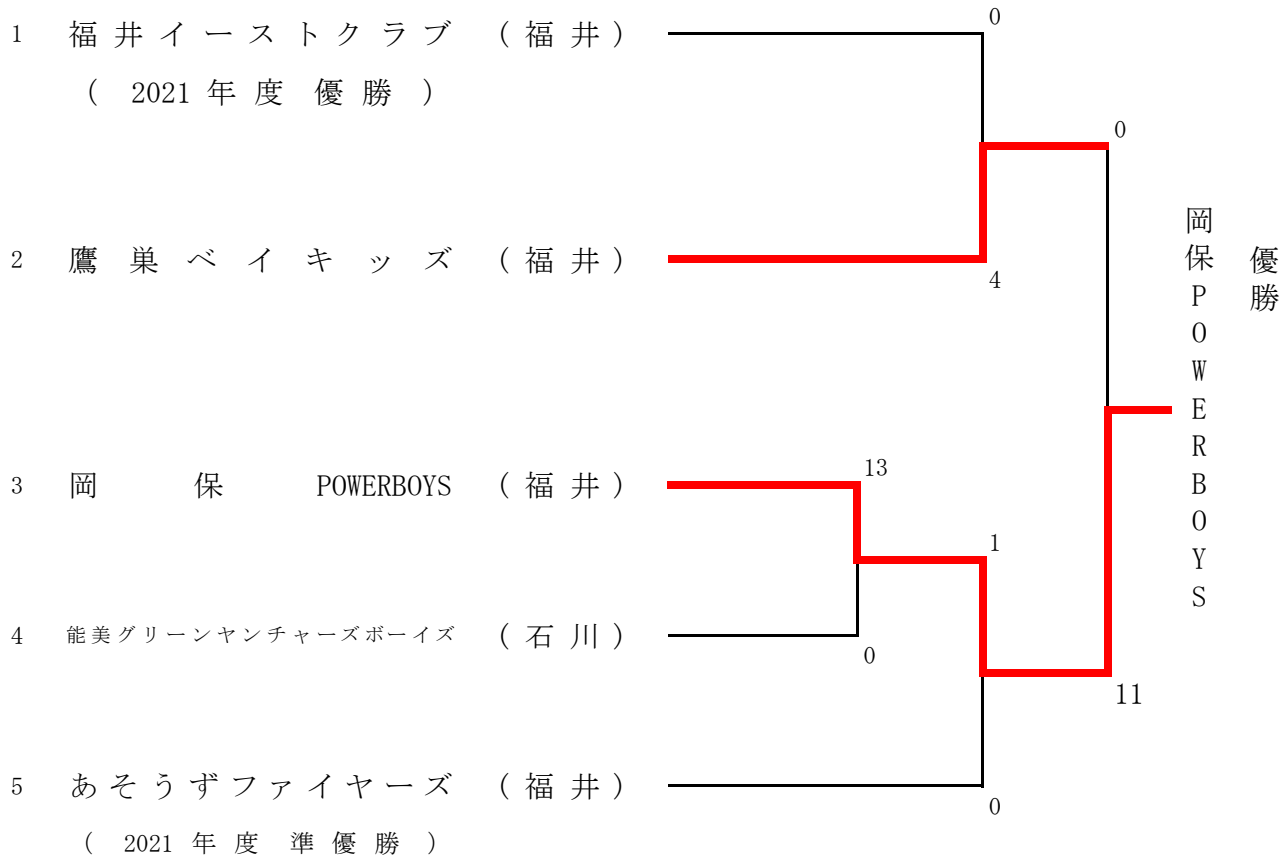 0
1 福井イーストクラブ (福井)
( 2021年度 優勝 )
0
2 鷹巣ベイキッズ (福井)
4
岡保POWERBOYS
優勝
13
3 岡保 POWERBOYS (福井)
1
4 能美グリーンヤンチャーズボーイズ (石川)
0
11
5 あそうずファイヤーズ (福井)
0
( 2021年度 準優勝 )